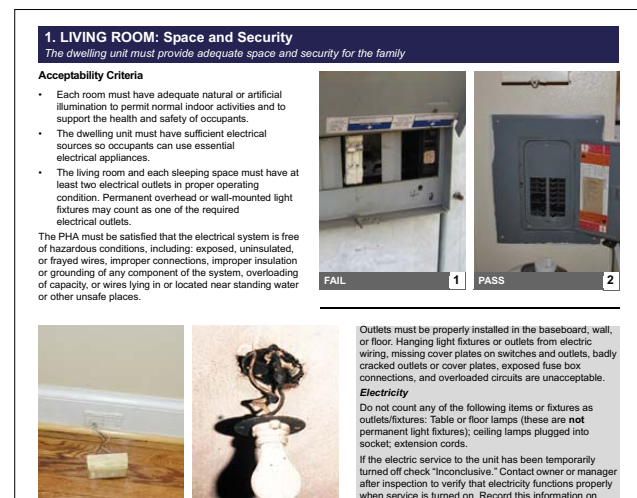 1. LIVING ROOM: Space and Security
The dwelling unit must provide adequate space and security for the family
Acceptability Criteria
• Each room must have adequate natural or artificial
illumination to permit normal indoor activities and to
support the health and safety of occupants.
• The dwelling unit must have sufficient electrical
sources so occupants can use essential
electrical appliances.
• The living room and each sleeping space must have at
least two electrical outlets in proper operating
condition. Permanent overhead or wall-mounted light
fixtures may count as one of the required
electrical outlets.
The PHA must be satisfied that the electrical system is free
of hazardous conditions, including: exposed, uninsulated,
or frayed wires, improper connections, improper insulation
or grounding of any component of the system, overloading
of capacity, or wires lying in or located near standing water
or other unsafe places.
FAIL 1
PASS 2
Outlets must be properly installed in the baseboard, wall,
or floor. Hanging light fixtures or outlets from electric
wiring, missing cover plates on switches and outlets, badly
cracked outlets or cover plates, exposed fuse box
connections, and overloaded circuits are unacceptable.
Electricity
Do not count any of the following items or fixtures as
outlets/fixtures: Table or floor lamps (these are not
permanent light fixtures); ceiling lamps plugged into
socket; extension cords.
If the electric service to the unit has been temporarily
turned off check “Inconclusive.” Contact owner or manager
after inspection to verify that electricity functions properly
when service is turned on. Record this information on